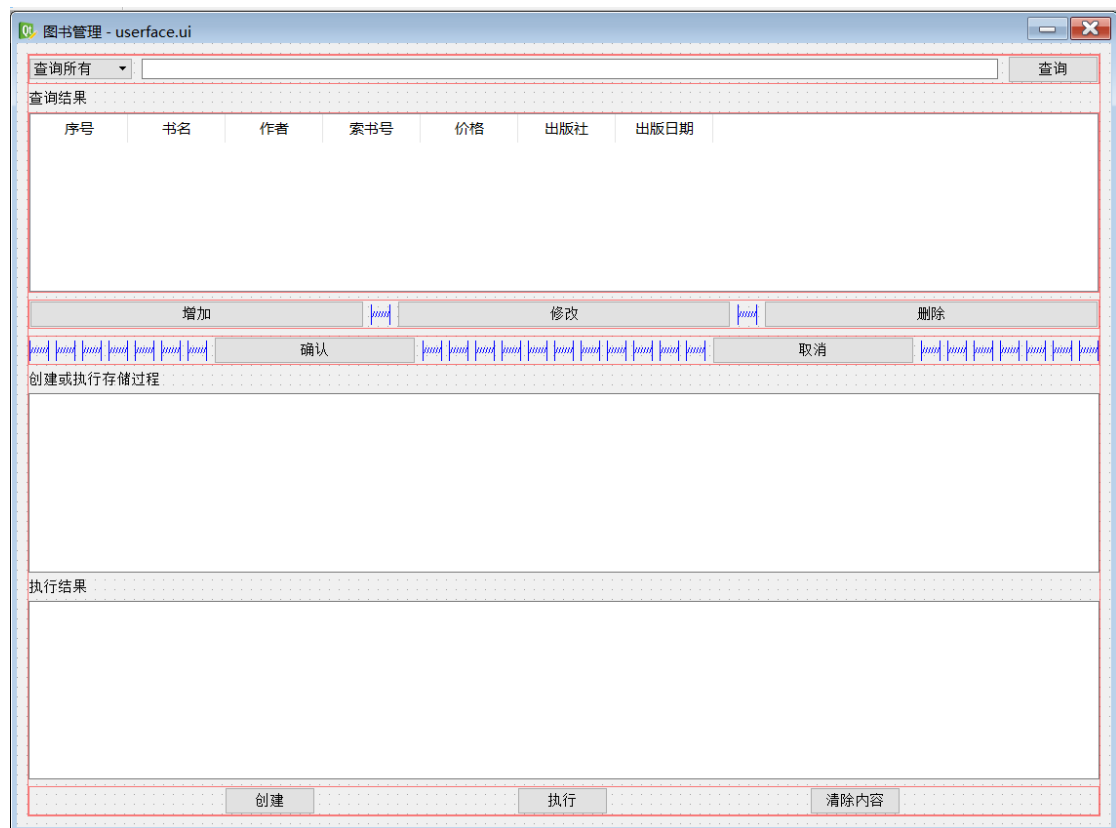 图书管理 - userface.ui
查询所有 查询
查询结果
序号 书名 作者 索书号 价格 出版社 出版日期
增加 修改 删除
确认 取消
创建或执行存储过程
执行结果
创建 执行 清除内容